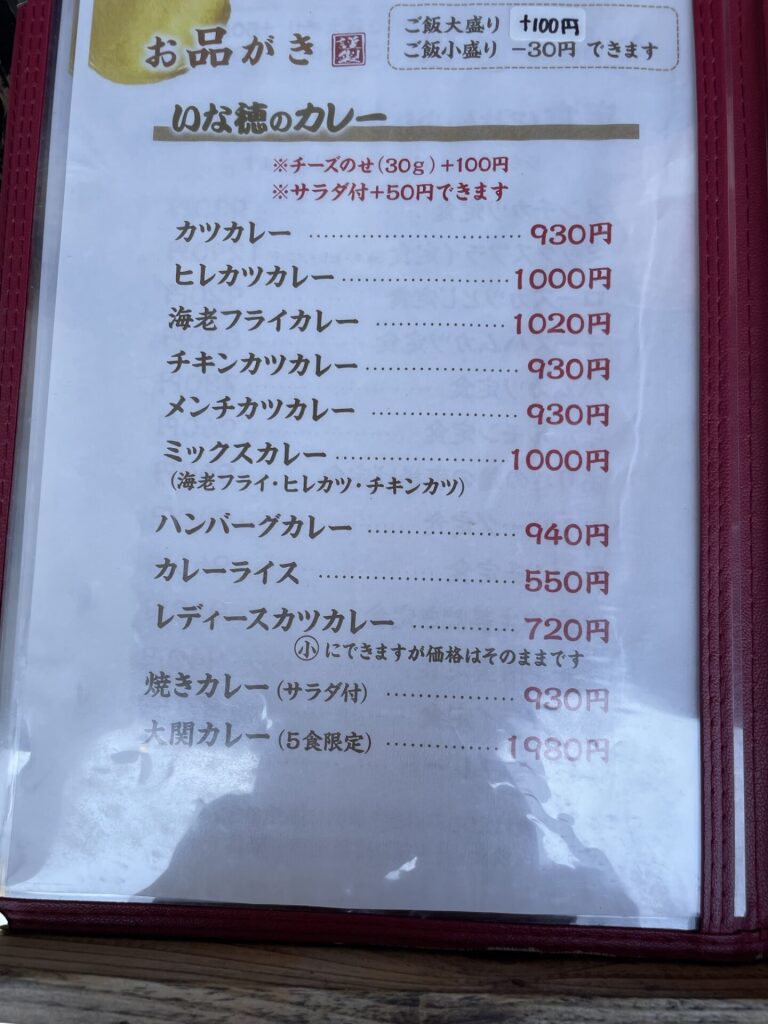 お品がき
ご飯大盛り +100円
ご飯小盛り −30円 できます
いな穂のカレー
※チーズのせ(30g)+100円
※サラダ付+50円できます
カツカレー ………… 930円
ヒレカツカレー ………… 1000円
海老フライカレー ………… 1020円
チキンカツカレー ………… 930円
メンチカツカレー ………… 930円
ミックスカレー ………… 1000円
(海老フライ・ヒレカツ・チキンカツ)
ハンバーグカレー ………… 940円
カレーライス ………… 550円
レディースカツカレー ………… 720円
小にできますが価格はそのままです
焼きカレー(サラダ付) ………… 930円
大関カレー(5食限定) ………… 1980円